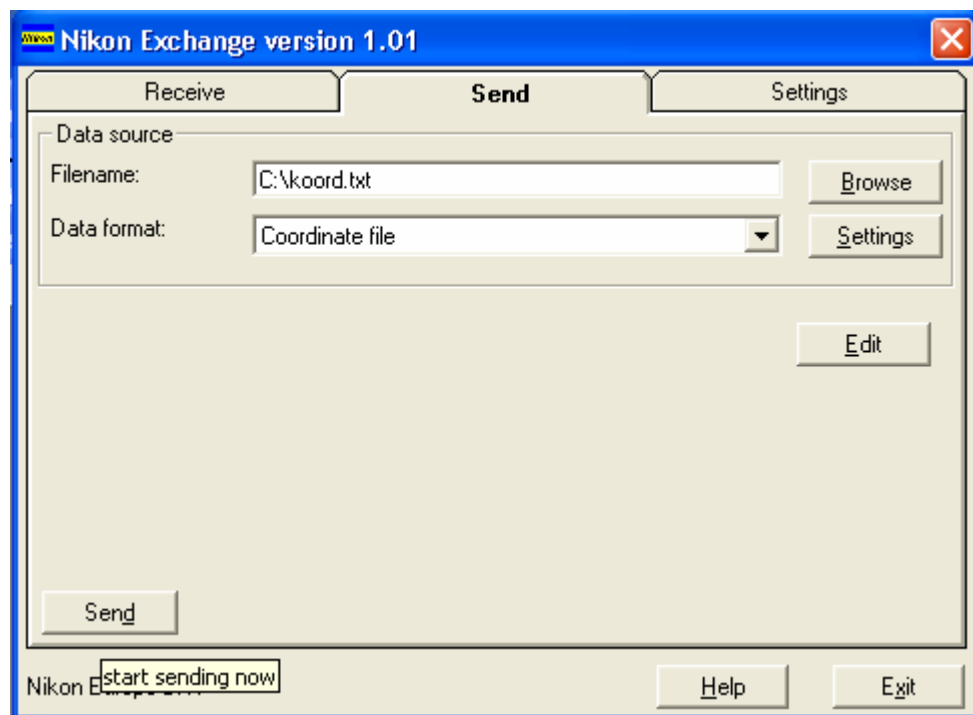 Nikon Exchange version 1.01
Receive Send Settings
Data source
Filename: C:\koord.txt Browse
Data format: Coordinate file Settings
Edit
Send
start sending now
Nikon Help Exit